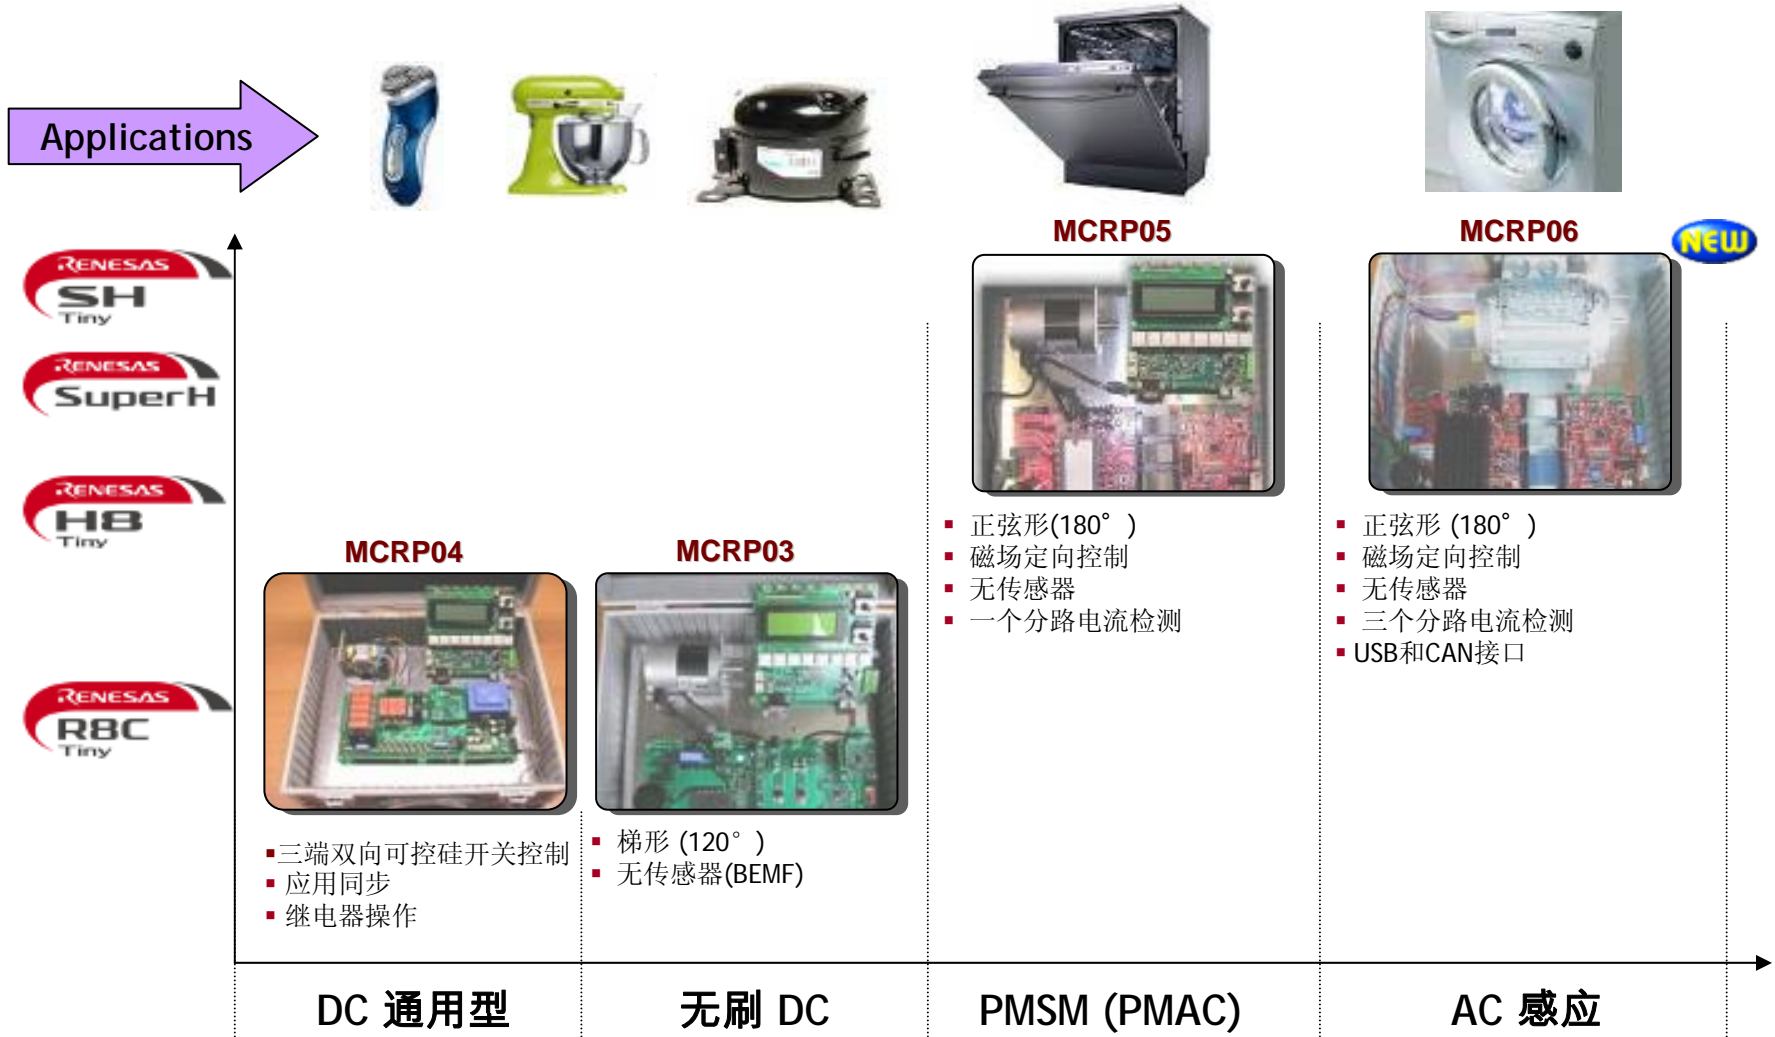 Applications
MCRP05
MCRP06
NEW
RENESAS
SH
Tiny
RENESAS
SuperH
RENESAS
H8
Tiny
RENESAS
R8C
Tiny
MCRP04
MCRP03
▪ 正弦形(180°)
▪ 磁场定向控制
▪ 无传感器
▪ 一个分路电流检测
▪ 正弦形 (180°)
▪ 磁场定向控制
▪ 无传感器
▪ 三个分路电流检测
▪ USB和CAN接口
▪ 三端双向可控硅开关控制
▪ 应用同步
▪ 继电器操作
▪ 梯形 (120°)
▪ 无传感器(BEMF)
DC 通用型
无刷 DC
PMSM (PMAC)
AC 感应